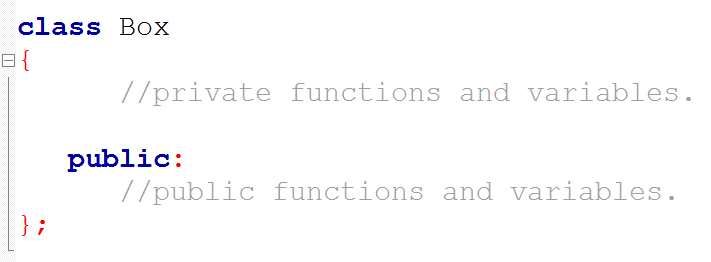 class Box
{
//private functions and variables.
public:
//public functions and variables.
};